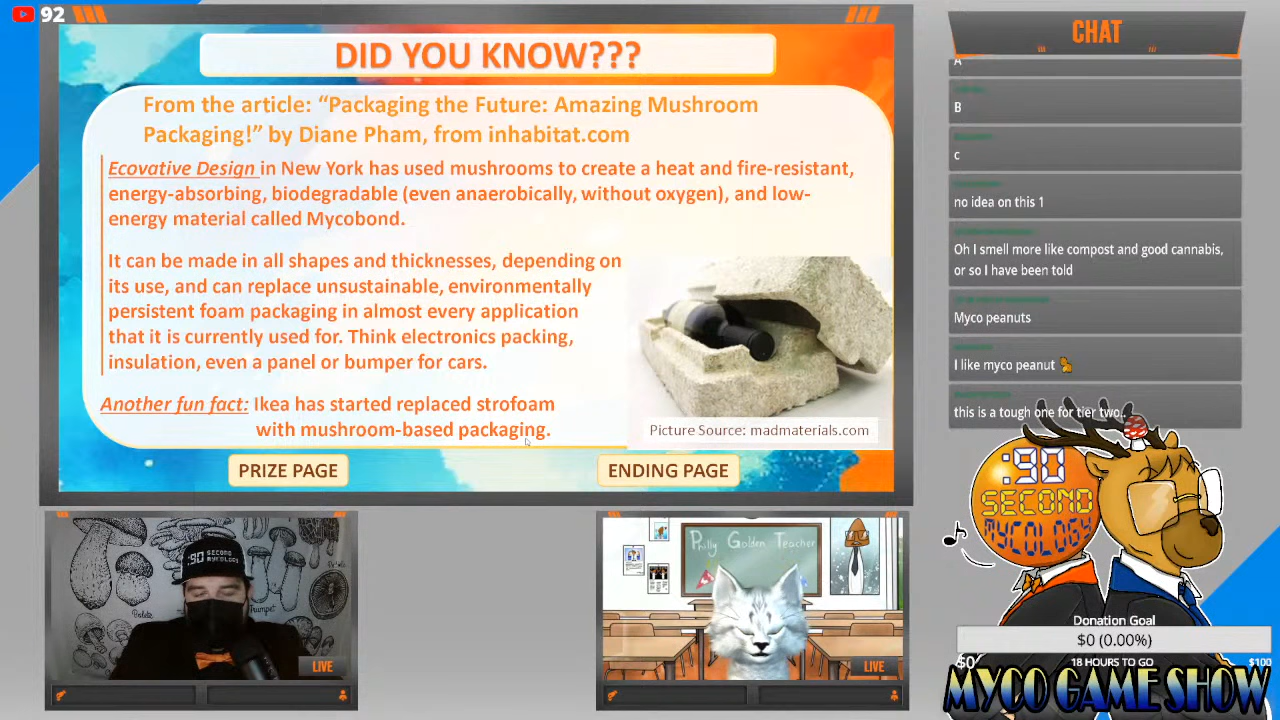 92
DID YOU KNOW???
From the article: “Packaging the Future: Amazing Mushroom
Packaging!” by Diane Pham, from inhabitat.com
Ecovative Design in New York has used mushrooms to create a heat and fire-resistant,
energy-absorbing, biodegradable (even anaerobically, without oxygen), and low-
energy material called Mycobond.
It can be made in all shapes and thicknesses, depending on
its use, and can replace unsustainable, environmentally
persistent foam packaging in almost every application
that it is currently used for. Think electronics packing,
insulation, even a panel or bumper for cars.
Another fun fact: Ikea has started replaced strofoam
with mushroom-based packaging.
Picture Source: madmaterials.com
PRIZE PAGE
ENDING PAGE
CHAT
A
B
c
no idea on this 1
Oh I smell more like compost and good cannabis,
or so I have been told
Myco peanuts
I like myco peanut
this is a tough one for tier two..
:90
SECOND
MYCOLOGY
Donation Goal
$0 (0.00%)
$0 18 HOURS TO GO $100
MYCO GAME SHOW
:90 SECOND
MYCOLOGY
Bolete
Trumpet
LIVE
Philly Golden Teacher
LIVE